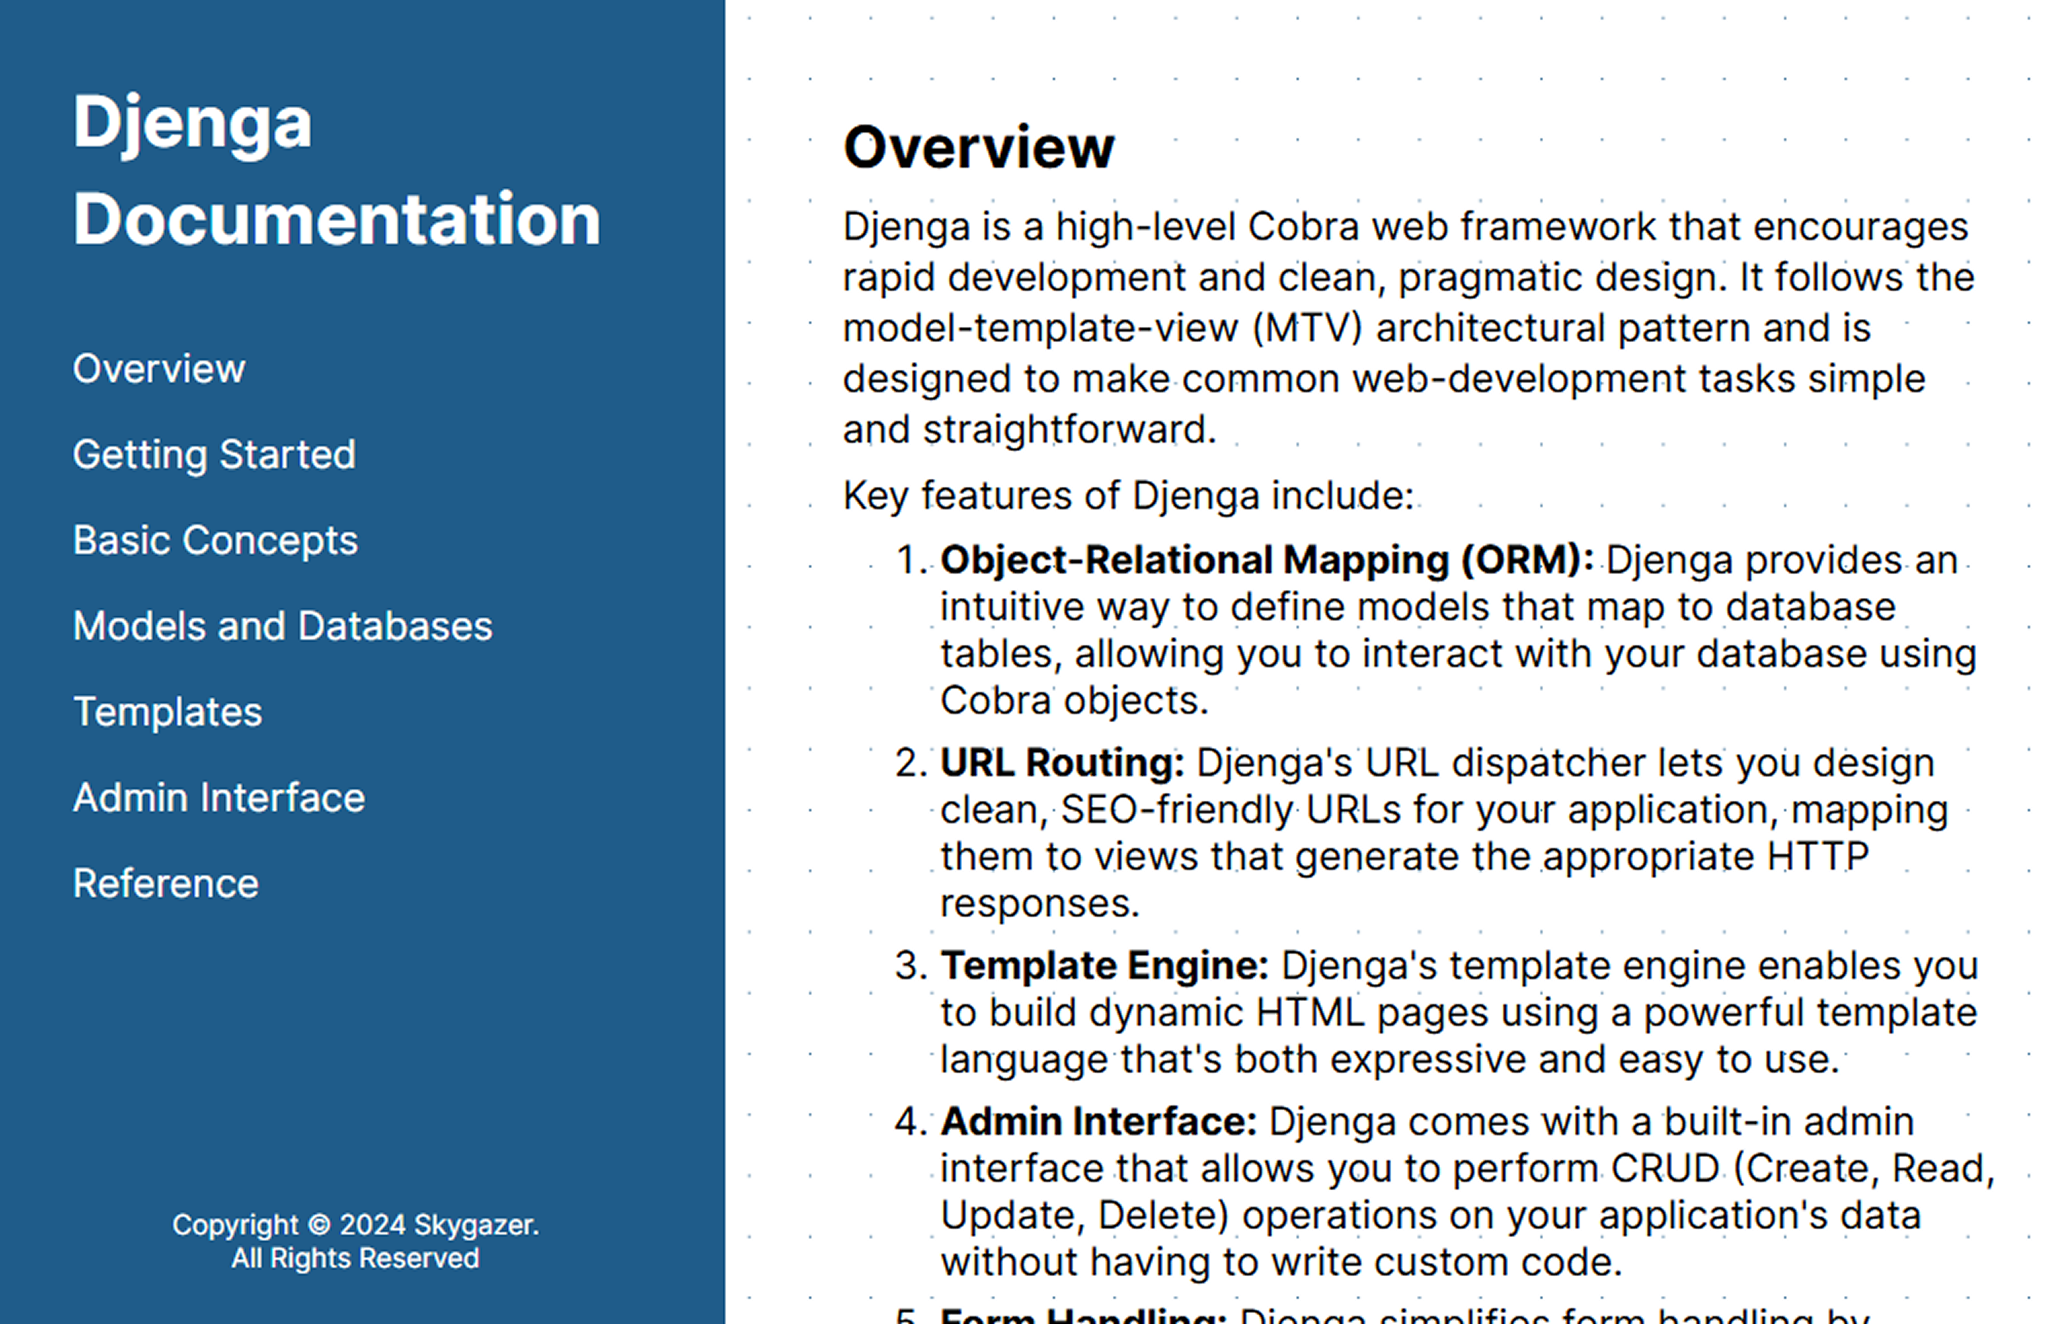 Djenga
Documentation
Overview
Getting Started
Basic Concepts
Models and Databases
Templates
Admin Interface
Reference
Copyright © 2024 Skygazer.
All Rights Reserved
Overview
Djenga is a high-level Cobra web framework that encourages
rapid development and clean, pragmatic design. It follows the
model-template-view (MTV) architectural pattern and is
designed to make common web-development tasks simple
and straightforward.
Key features of Djenga include:
1. Object-Relational Mapping (ORM): Djenga provides an
intuitive way to define models that map to database
tables, allowing you to interact with your database using
Cobra objects.
2. URL Routing: Djenga's URL dispatcher lets you design
clean, SEO-friendly URLs for your application, mapping
them to views that generate the appropriate HTTP
responses.
3. Template Engine: Djenga's template engine enables you
to build dynamic HTML pages using a powerful template
language that's both expressive and easy to use.
4. Admin Interface: Djenga comes with a built-in admin
interface that allows you to perform CRUD (Create, Read,
Update, Delete) operations on your application's data
without having to write custom code.
5. Form Handling: Djenga simplifies form handling by